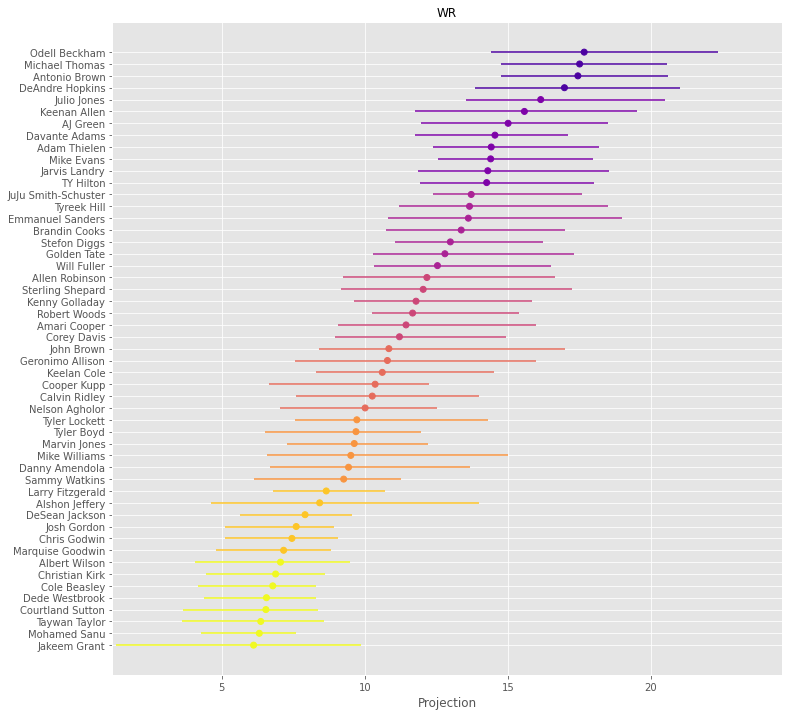 WR
Odell Beckham
Michael Thomas
Antonio Brown
DeAndre Hopkins
Julio Jones
Keenan Allen
AJ Green
Davante Adams
Adam Thielen
Mike Evans
Jarvis Landry
TY Hilton
JuJu Smith-Schuster
Tyreek Hill
Emmanuel Sanders
Brandin Cooks
Stefon Diggs
Golden Tate
Will Fuller
Allen Robinson
Sterling Shepard
Kenny Golladay
Robert Woods
Amari Cooper
Corey Davis
John Brown
Geronimo Allison
Keelan Cole
Cooper Kupp
Calvin Ridley
Nelson Agholor
Tyler Lockett
Tyler Boyd
Marvin Jones
Mike Williams
Danny Amendola
Sammy Watkins
Larry Fitzgerald
Alshon Jeffery
DeSean Jackson
Josh Gordon
Chris Godwin
Marquise Goodwin
Albert Wilson
Christian Kirk
Cole Beasley
Dede Westbrook
Courtland Sutton
Taywan Taylor
Mohamed Sanu
Jakeem Grant
5 10 15 20
Projection